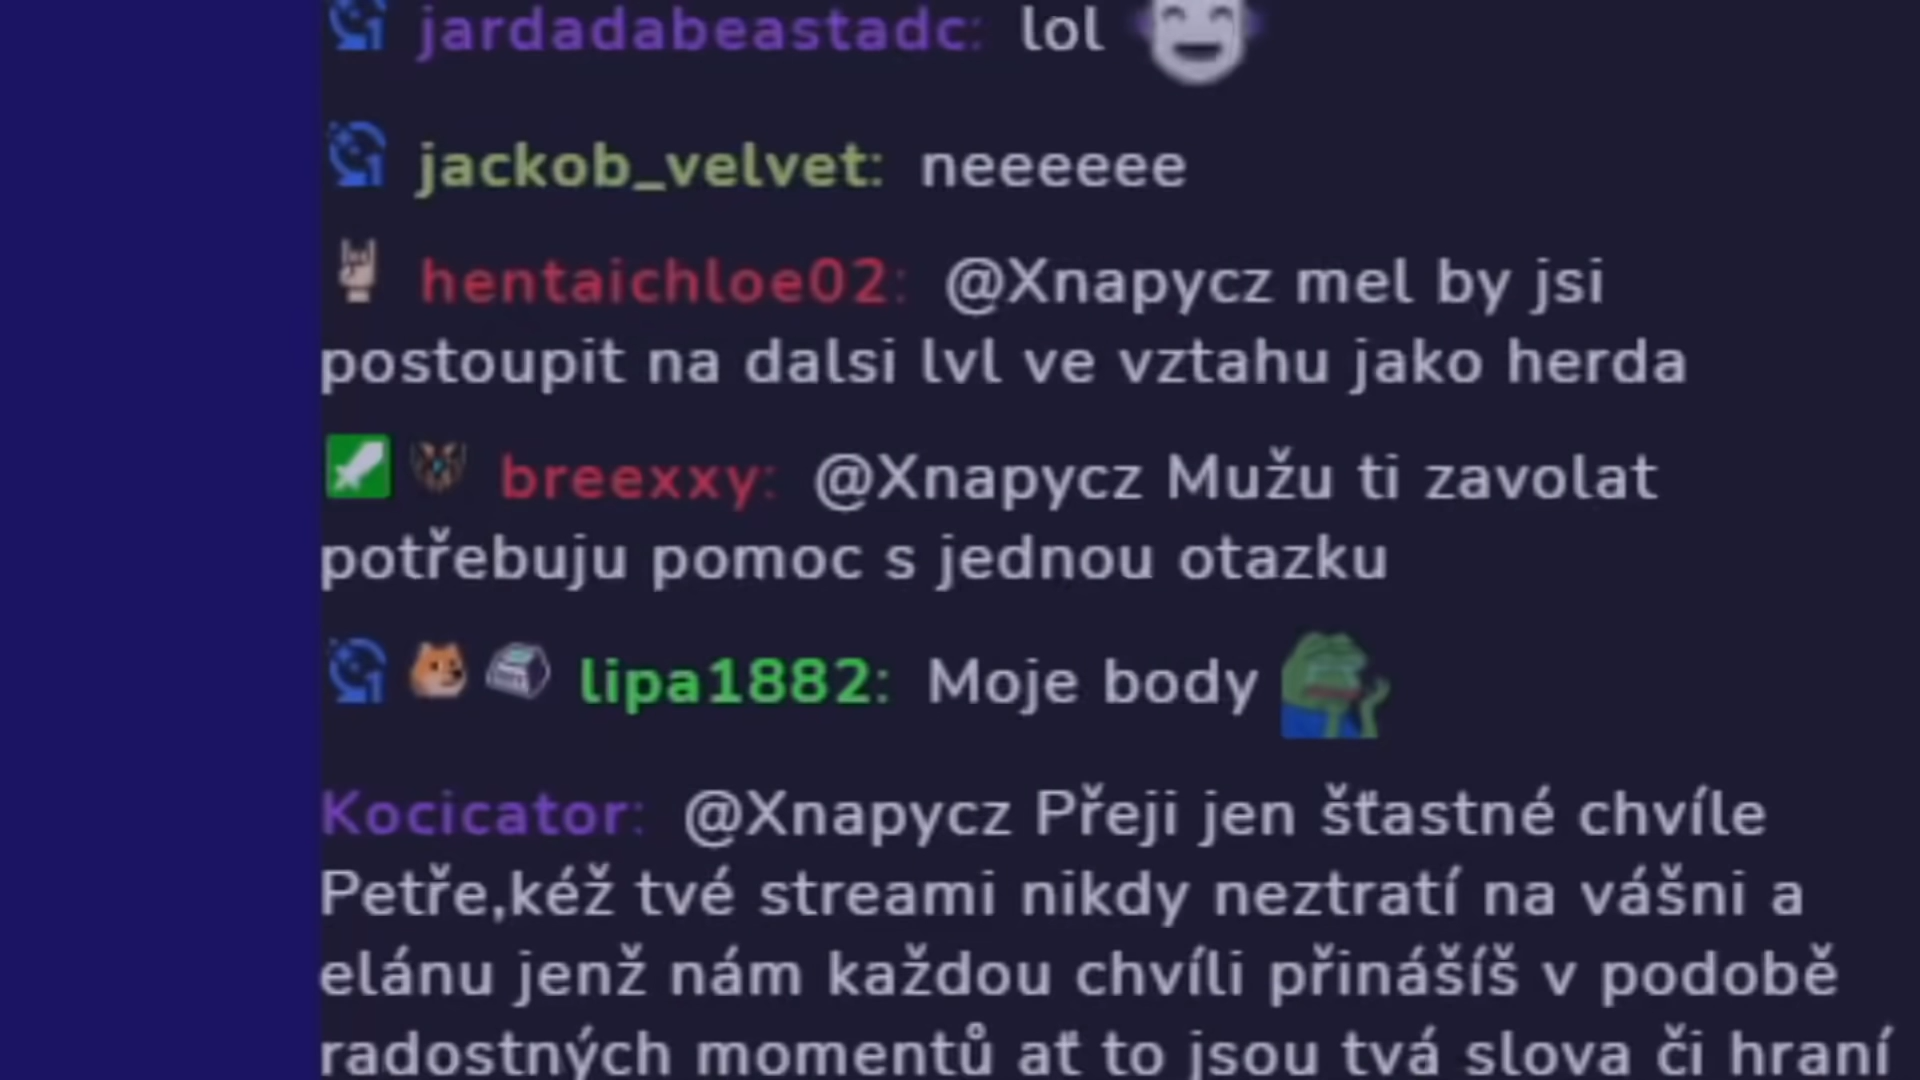 jardadabeastadc: lol
jackob_velvet: neeeeee
hentaichloe02: @Xnapycz mel by jsi
postoupit na dalsi lvl ve vztahu jako herda
breexxy: @Xnapycz Mužu ti zavolat
potřebuju pomoc s jednou otazku
lipa1882: Moje body
Kocicator: @Xnapycz Přeji jen šťastné chvíle
Petře,kéž tvé streami nikdy neztratí na vášni a
elánu jenž nám každou chvíli přinášíš v podobě
radostných momentů ať to jsou tvá slova či hraní